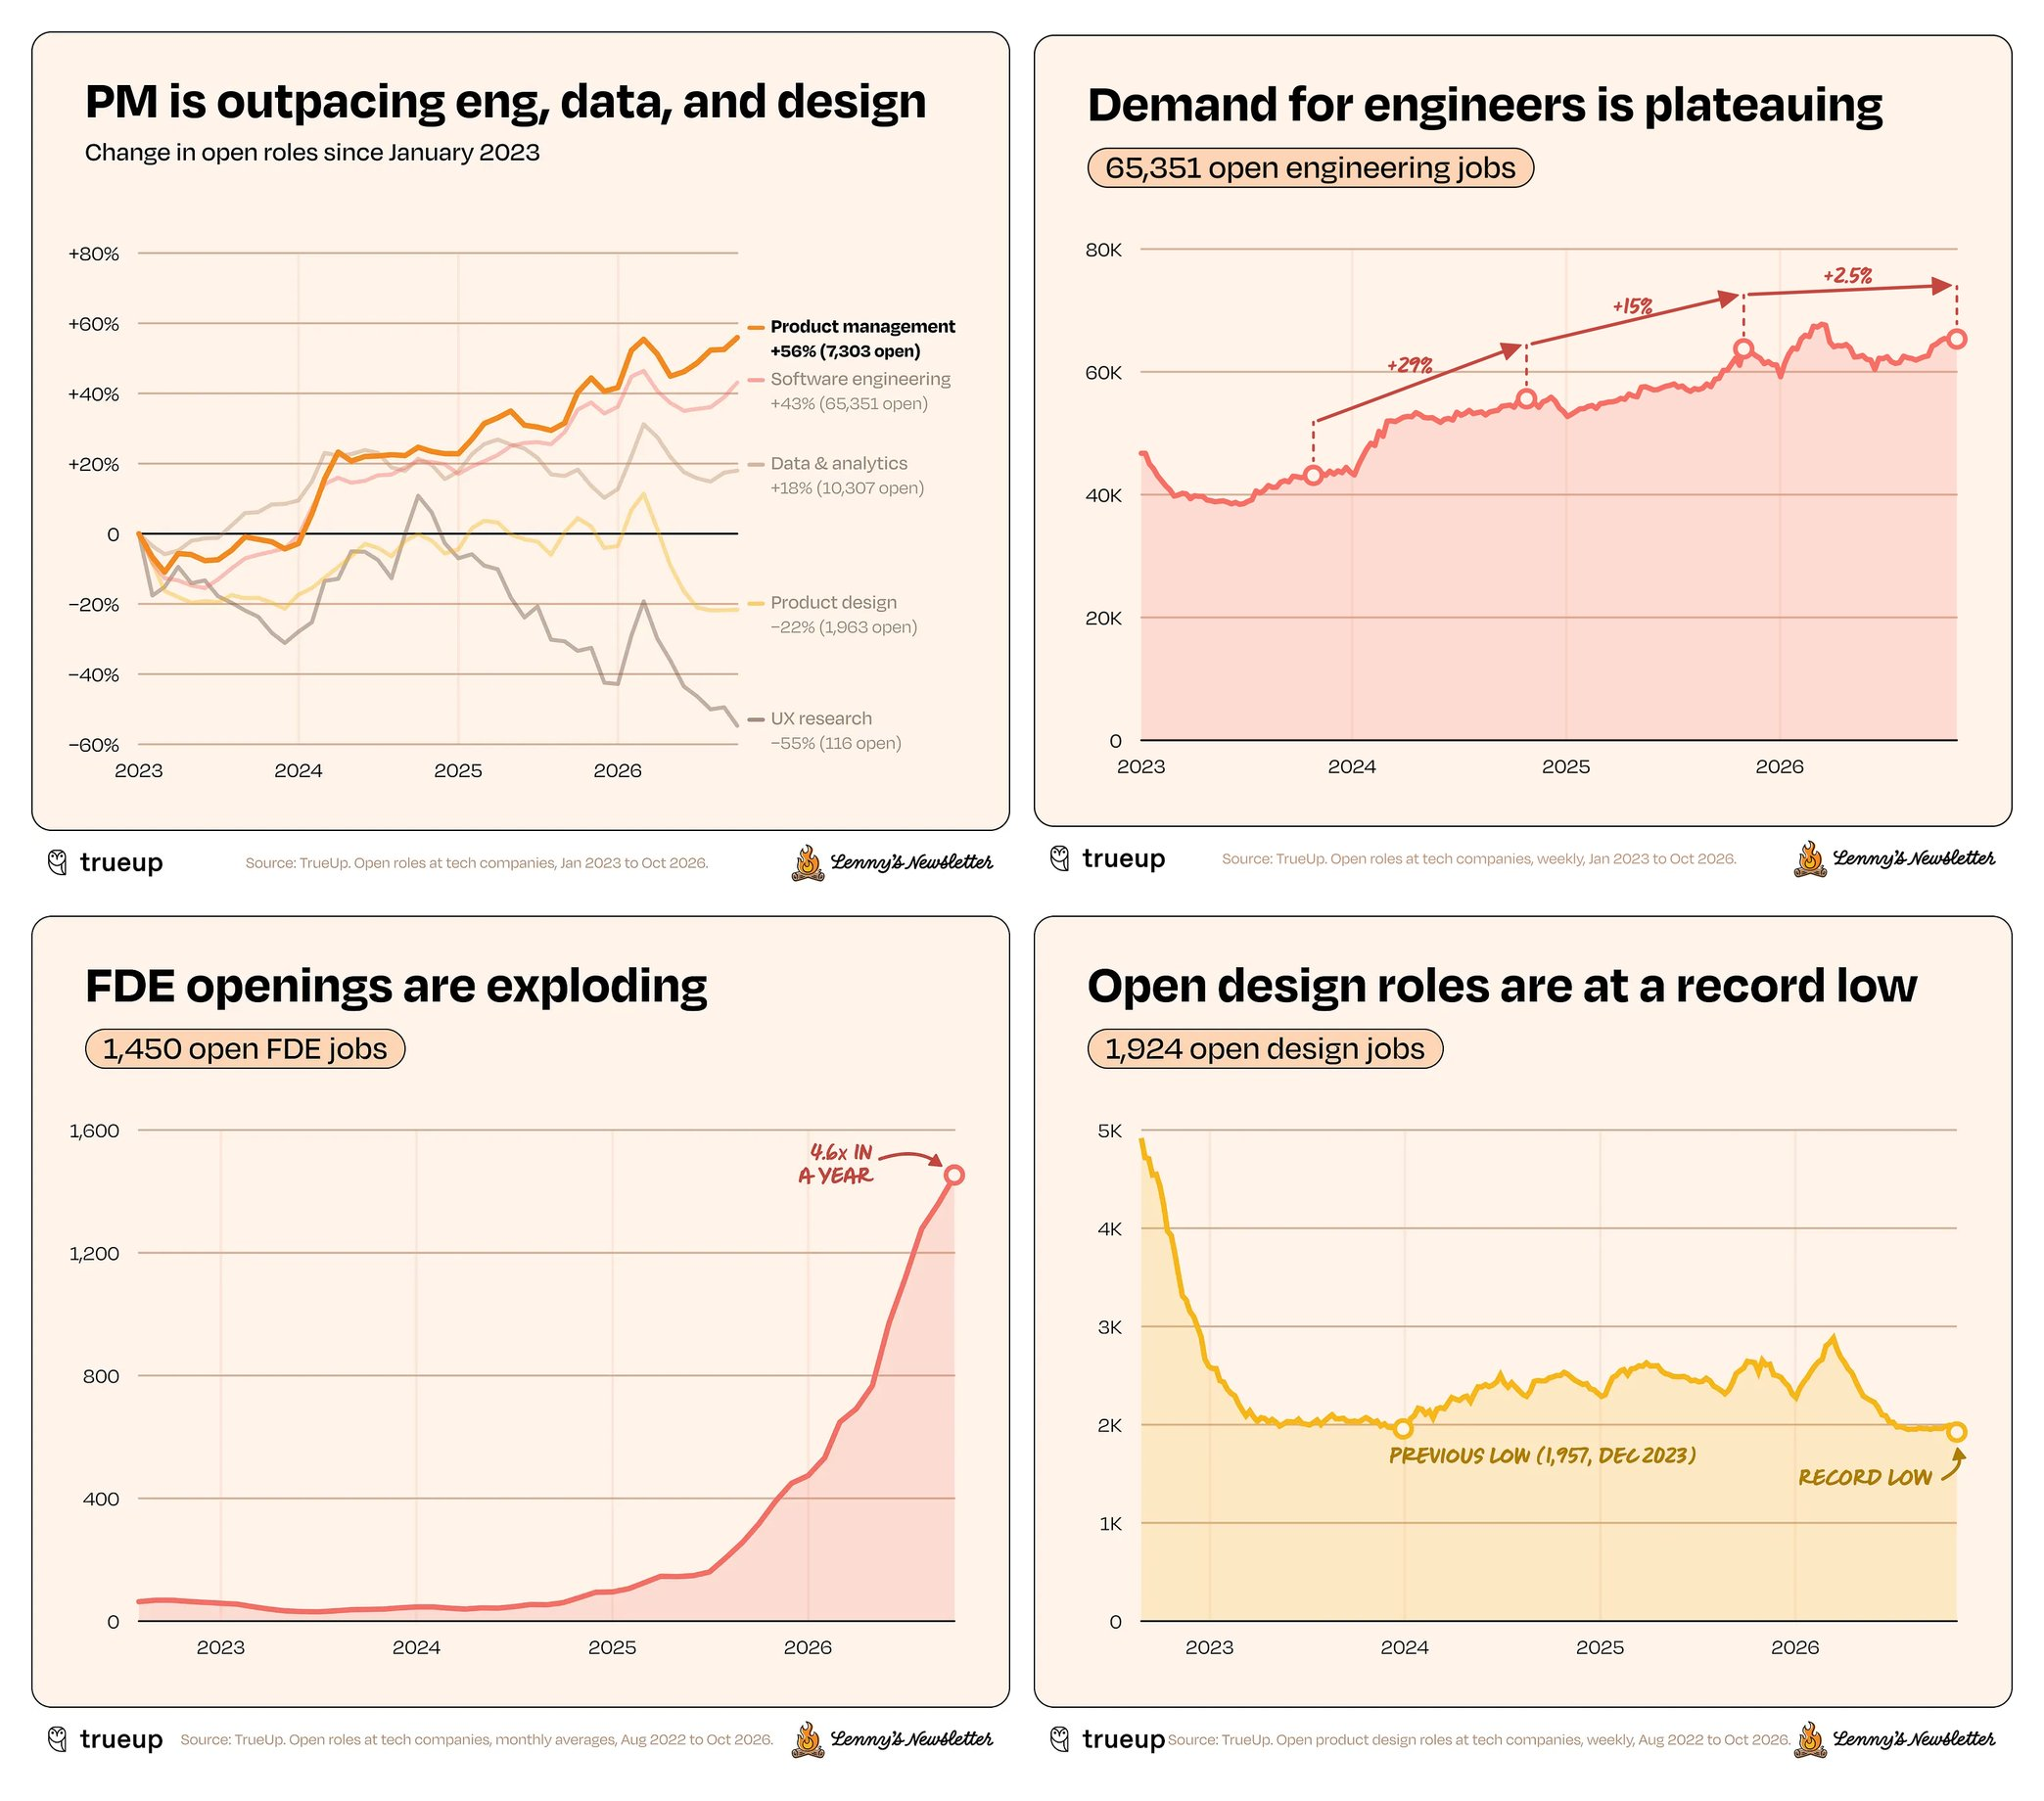 PM is outpacing eng, data, and design
Change in open roles since January 2023
+80%
+60%
+40%
+20%
0
−20%
−40%
−60%
2023
2024
2025
2026
Product management
+56% (7,303 open)
Software engineering
+43% (65,351 open)
Data & analytics
+18% (10,307 open)
Product design
−22% (1,963 open)
UX research
−55% (116 open)
trueup
Source: TrueUp. Open roles at tech companies, Jan 2023 to Oct 2026.
Lenny's Newsletter
Demand for engineers is plateauing
65,351 open engineering jobs
80K
60K
40K
20K
0
+29%
+15%
+2.5%
2023
2024
2025
2026
trueup
Source: TrueUp. Open roles at tech companies, weekly, Jan 2023 to Oct 2026.
Lenny's Newsletter
FDE openings are exploding
1,450 open FDE jobs
1,600
1,200
800
400
0
4.6x IN
A YEAR
2023
2024
2025
2026
trueup
Source: TrueUp. Open roles at tech companies, monthly averages, Aug 2022 to Oct 2026.
Lenny's Newsletter
Open design roles are at a record low
1,924 open design jobs
5K
4K
3K
2K
1K
0
PREVIOUS LOW (1,957, DEC 2023)
RECORD LOW
2023
2024
2025
2026
trueup
Source: TrueUp. Open product design roles at tech companies, weekly, Aug 2022 to Oct 2026.
Lenny's Newsletter